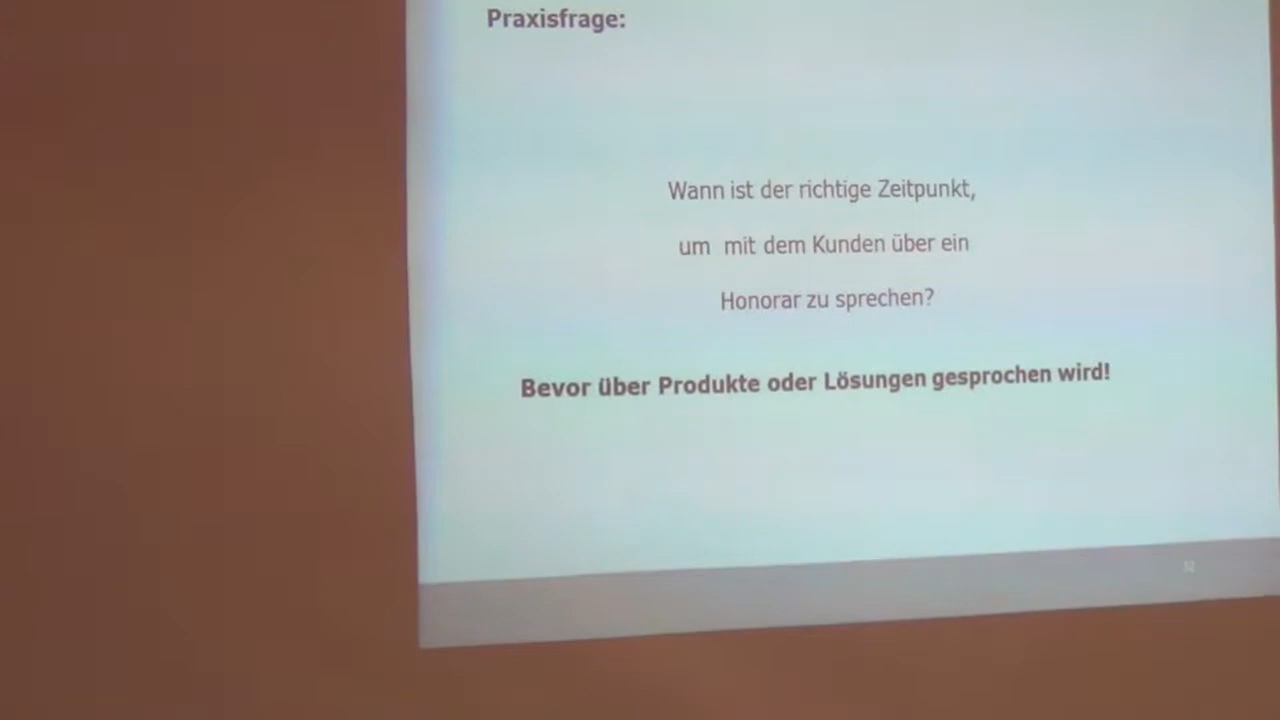 Praxisfrage:
Wann ist der richtige Zeitpunkt,
um mit dem Kunden über ein
Honorar zu sprechen?
Bevor über Produkte oder Lösungen gesprochen wird!